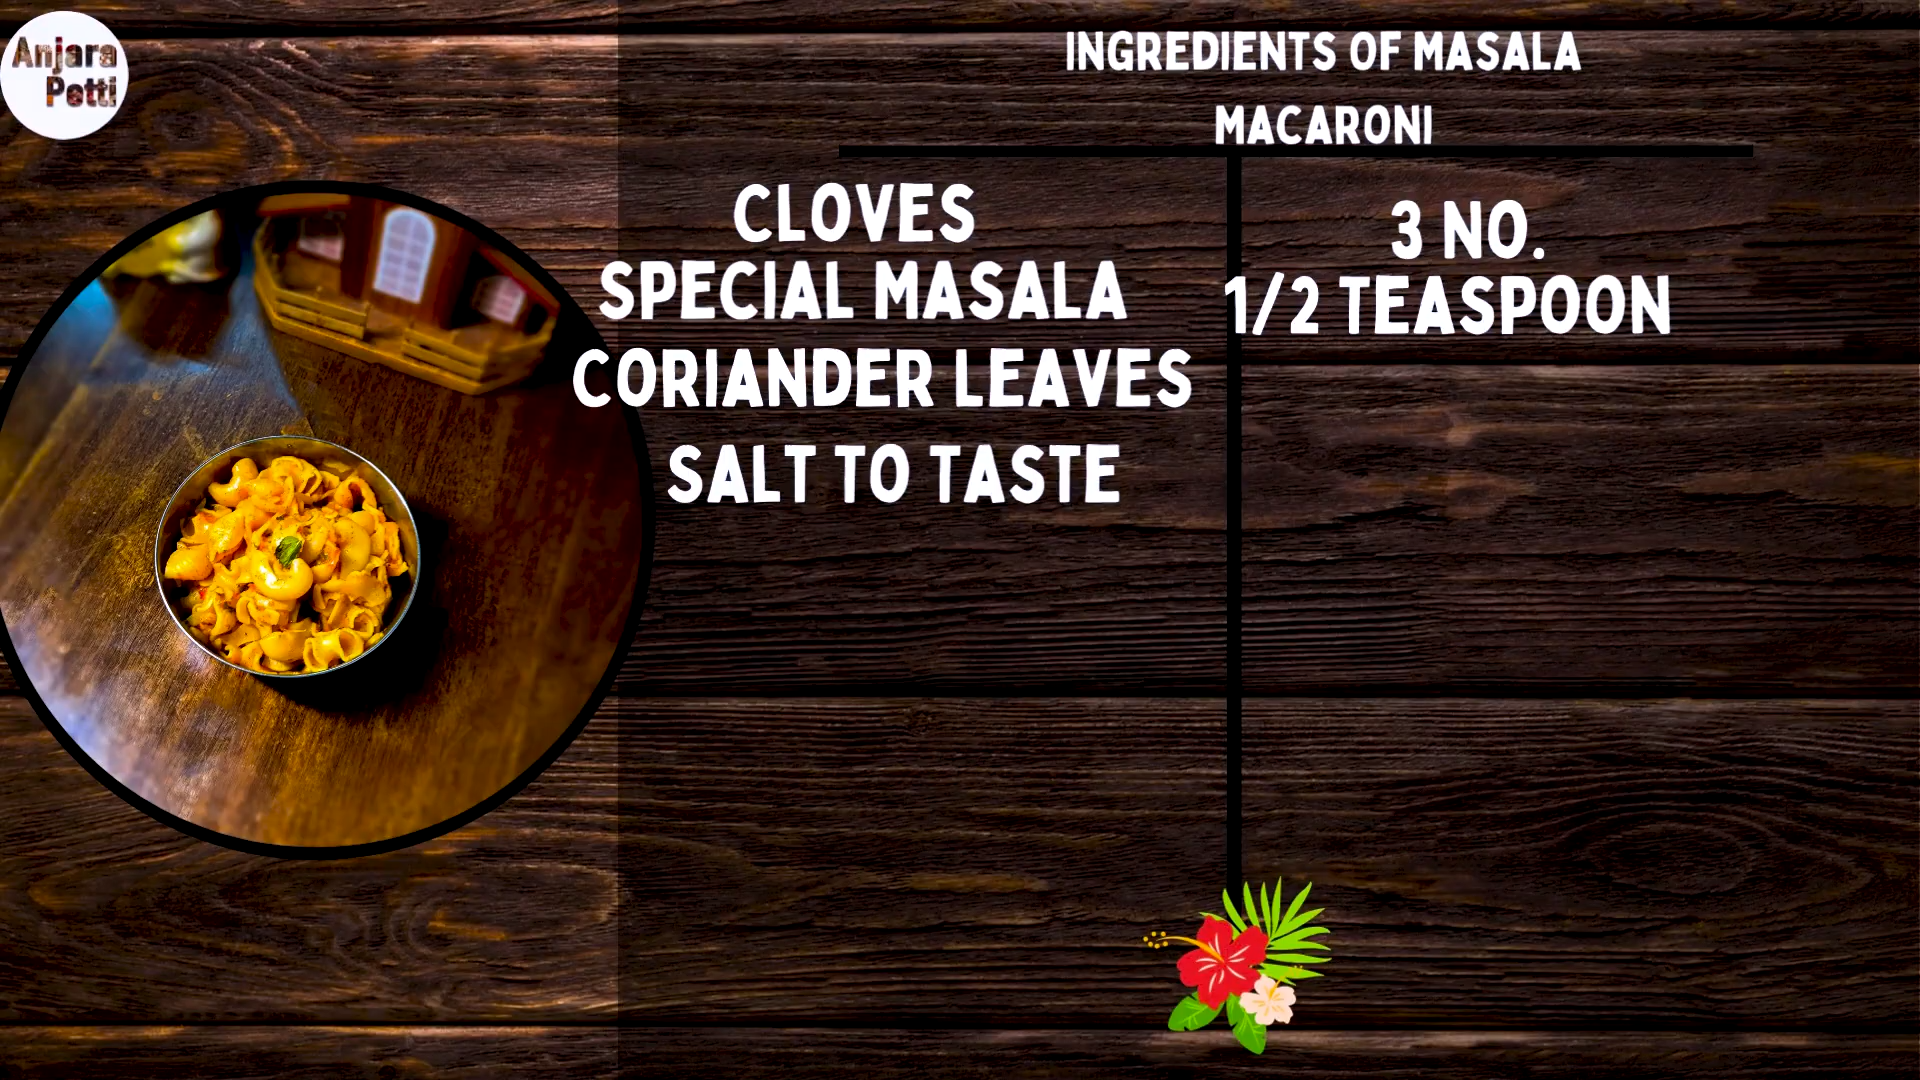 Anjara
Petti
INGREDIENTS OF MASALA
MACARONI
CLOVES
3 NO.
SPECIAL MASALA
1/2 TEASPOON
CORIANDER LEAVES
SALT TO TASTE